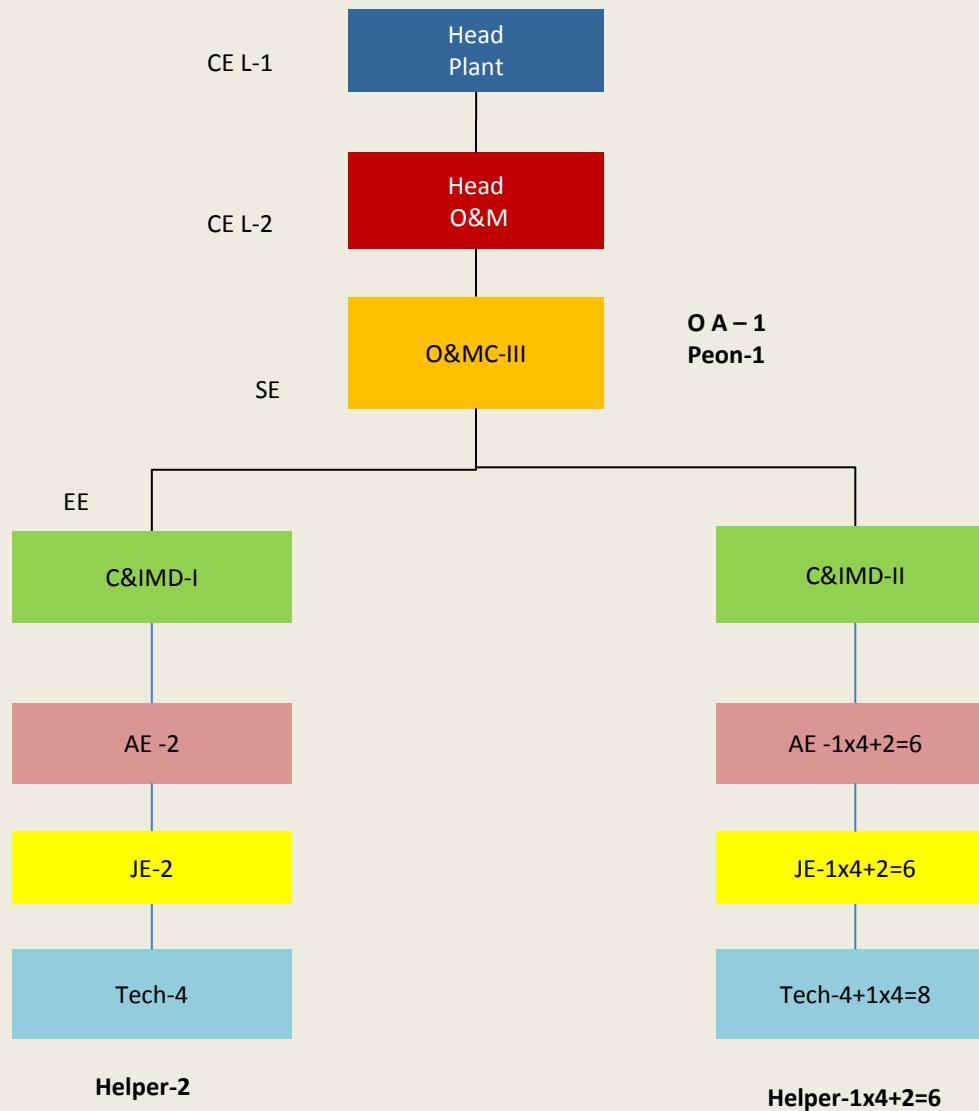 Head
Plant
CE L-1
Head
O&M
CE L-2
O&MC-III
O A – 1
Peon-1
SE
EE
C&IMD-I
C&IMD-II
AE -2
AE -1x4+2=6
JE-2
JE-1x4+2=6
Tech-4
Tech-4+1x4=8
Helper-2
Helper-1x4+2=6